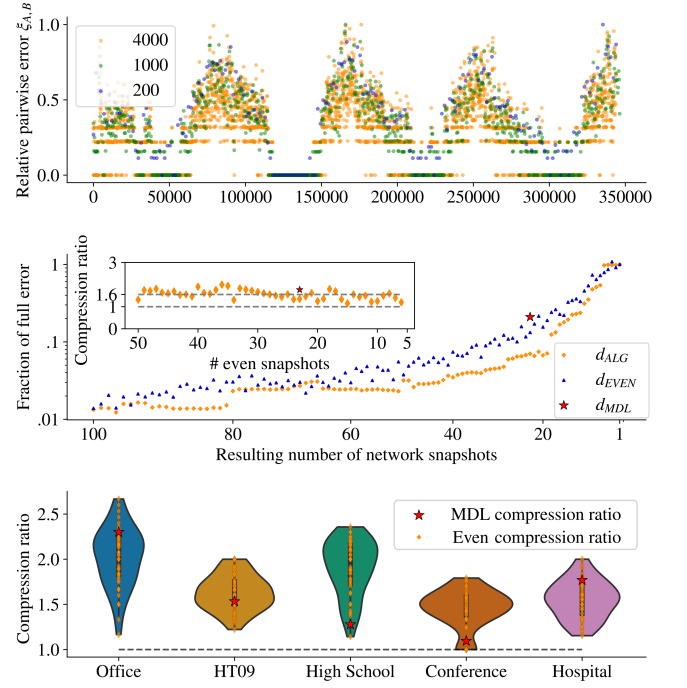 Relative pairwise error ξA,B
1.0
0.5
0.0
4000
1000
200
0 50000 100000 150000 200000 250000 300000 350000
Fraction of full error
1
.1
.01
Compression ratio
3
1.6
1
0
50 40 30 20 10 5
# even snapshots
dALG
dEVEN
dMDL
100 80 60 40 20 1
Resulting number of network snapshots
Compression ratio
2.5
2.0
1.5
1.0
MDL compression ratio
Even compression ratio
Office HT09 High School Conference Hospital